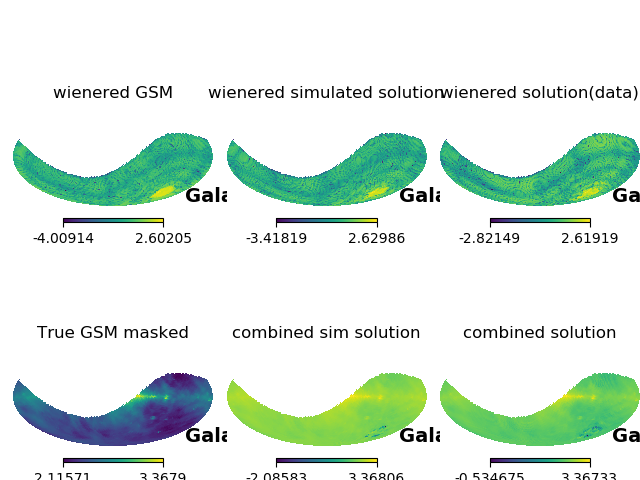 wienered GSM
wienered simulated solution
wienered solution(data)
Gala
Gala
Ga
-4.00914 2.60205
-3.41819 2.62986
-2.82149 2.61919
True GSM masked
combined sim solution
combined solution
Gala
Gala
Ga
2.11571 3.3679
-2.08583 3.36806
-0.534675 3.36733